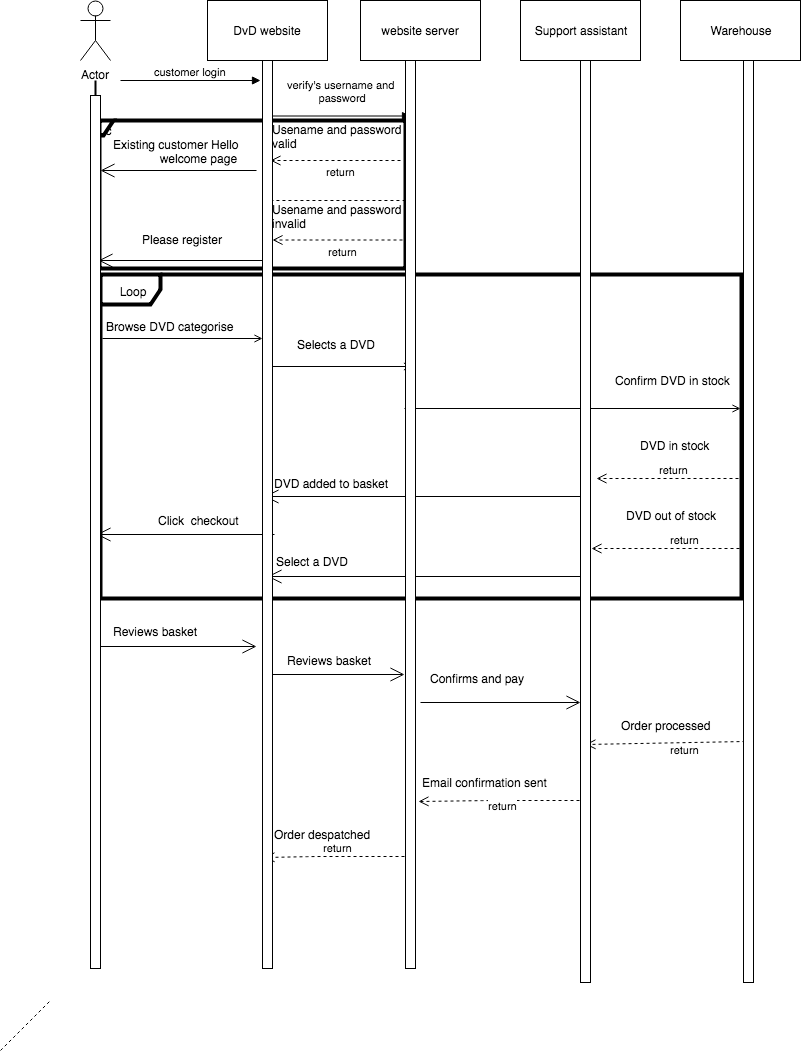 DvD website
website server
Support assistant
Warehouse
Actor
customer login
verify's username and
password
Usename and password
valid
Existing customer Hello
welcome page
return
Usename and password
invalid
Please register
return
Loop
Browse DVD categorise
Selects a DVD
Confirm DVD in stock
DVD in stock
return
DVD added to basket
DVD out of stock
Click checkout
return
Select a DVD
Reviews basket
Reviews basket
Confirms and pay
Order processed
return
Email confirmation sent
return
Order despatched
return